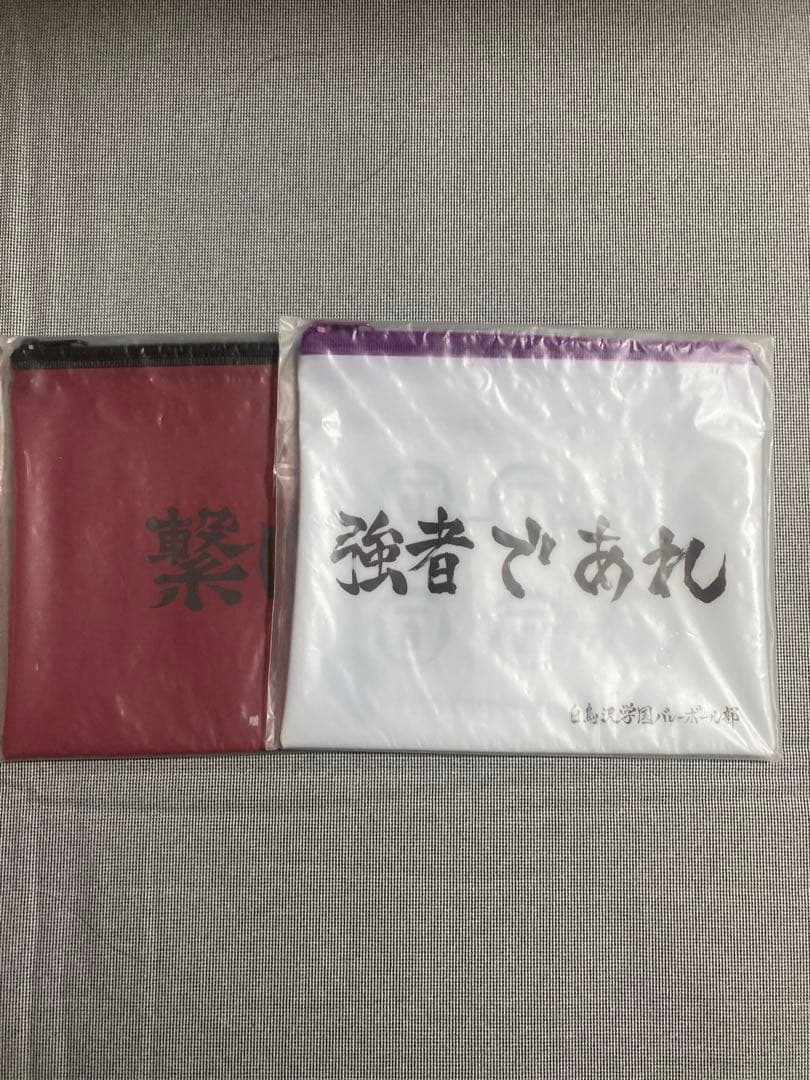 繋
強者であれ
白鳥沢学園バレーボール部